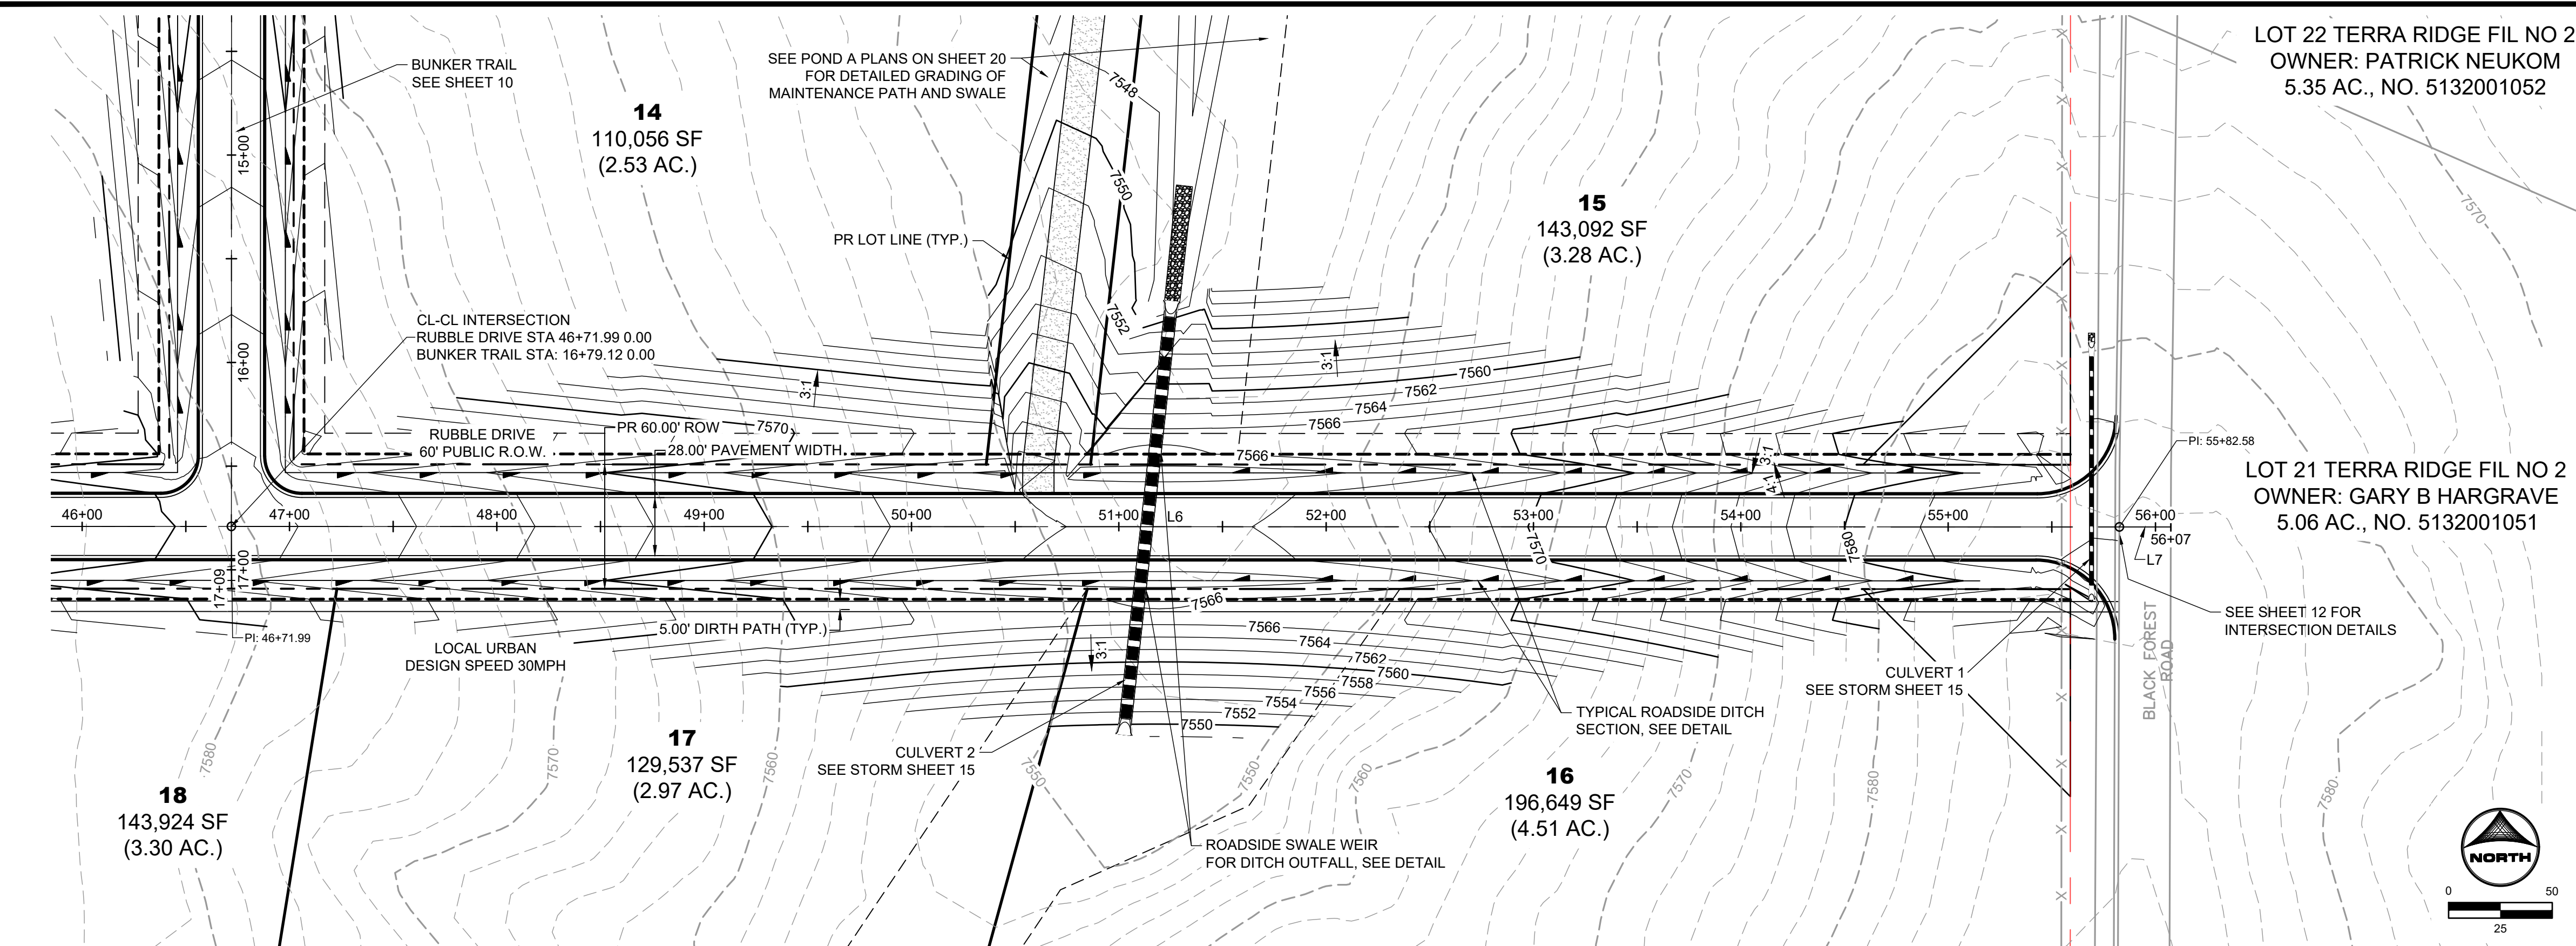 BUNKER TRAIL
SEE SHEET 10
14
110,056 SF
(2.53 AC.)
SEE POND A PLANS ON SHEET 20
FOR DETAILED GRADING OF
MAINTENANCE PATH AND SWALE
7548
7550
7552
LOT 22 TERRA RIDGE FIL NO 2
OWNER: PATRICK NEUKOM
5.35 AC., NO. 5132001052
7570
15+00
16+00
PR LOT LINE (TYP.)
15
143,092 SF
(3.28 AC.)
CL-CL INTERSECTION
RUBBLE DRIVE STA 46+71.99 0.00
BUNKER TRAIL STA: 16+79.12 0.00
3:1
3:1
7560
7562
7564
7566
7566
RUBBLE DRIVE
60' PUBLIC R.O.W.
PR 60.00' ROW
7570
28.00' PAVEMENT WIDTH
3:1
4:1
PI: 55+82.58
LOT 21 TERRA RIDGE FIL NO 2
OWNER: GARY B HARGRAVE
5.06 AC., NO. 5132001051
46+00
47+00
48+00
49+00
50+00
51+00
L6
52+00
53+00
54+00
55+00
56+00
56+07
L7
7570
7580
17+00
17+09
PI: 46+71.99
LOCAL URBAN
DESIGN SPEED 30MPH
5.00' DIRTH PATH (TYP.)
7566
7566
7564
7562
7560
7558
7556
7554
7552
7550
3:1
SEE SHEET 12 FOR
INTERSECTION DETAILS
BLACK FOREST
ROAD
CULVERT 1
SEE STORM SHEET 15
TYPICAL ROADSIDE DITCH
SECTION, SEE DETAIL
CULVERT 2
SEE STORM SHEET 15
17
129,537 SF
(2.97 AC.)
18
143,924 SF
(3.30 AC.)
16
196,649 SF
(4.51 AC.)
7580
7570
7560
7550
7550
7560
7570
7580
7580
ROADSIDE SWALE WEIR
FOR DITCH OUTFALL, SEE DETAIL
NORTH
0
50
25